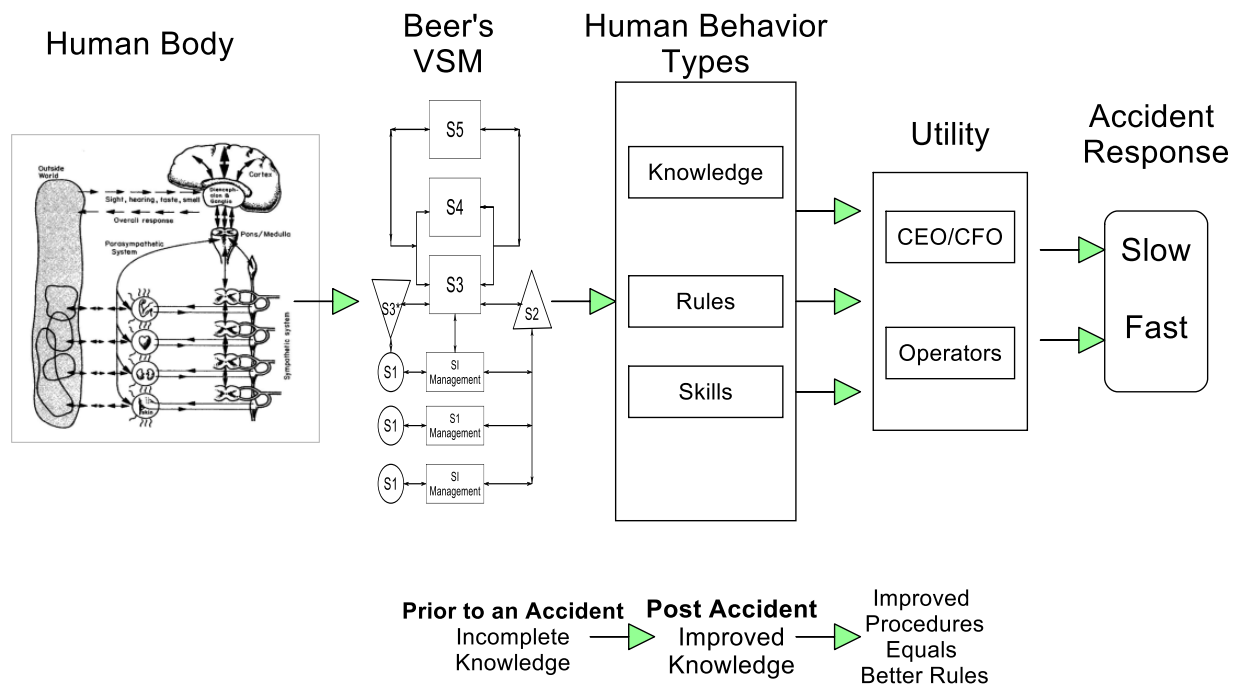 Human Body
Beer's
VSM
Human Behavior
Types
Utility
Accident
Response
Outside
World
Cortex
Dienceph-
alon &
Ganglia
Sight, hearing, taste, smell
Overall response
Pons/Medulla
Parasympathetic
System
Sympathetic system
S5
S4
S3
S3*
S2
S1
SI
Management
S1
S1
Management
S1
SI
Management
Knowledge
Rules
Skills
CEO/CFO
Operators
Slow
Fast
Prior to an Accident
Incomplete
Knowledge
Post Accident
Improved
Knowledge
Improved
Procedures
Equals
Better Rules